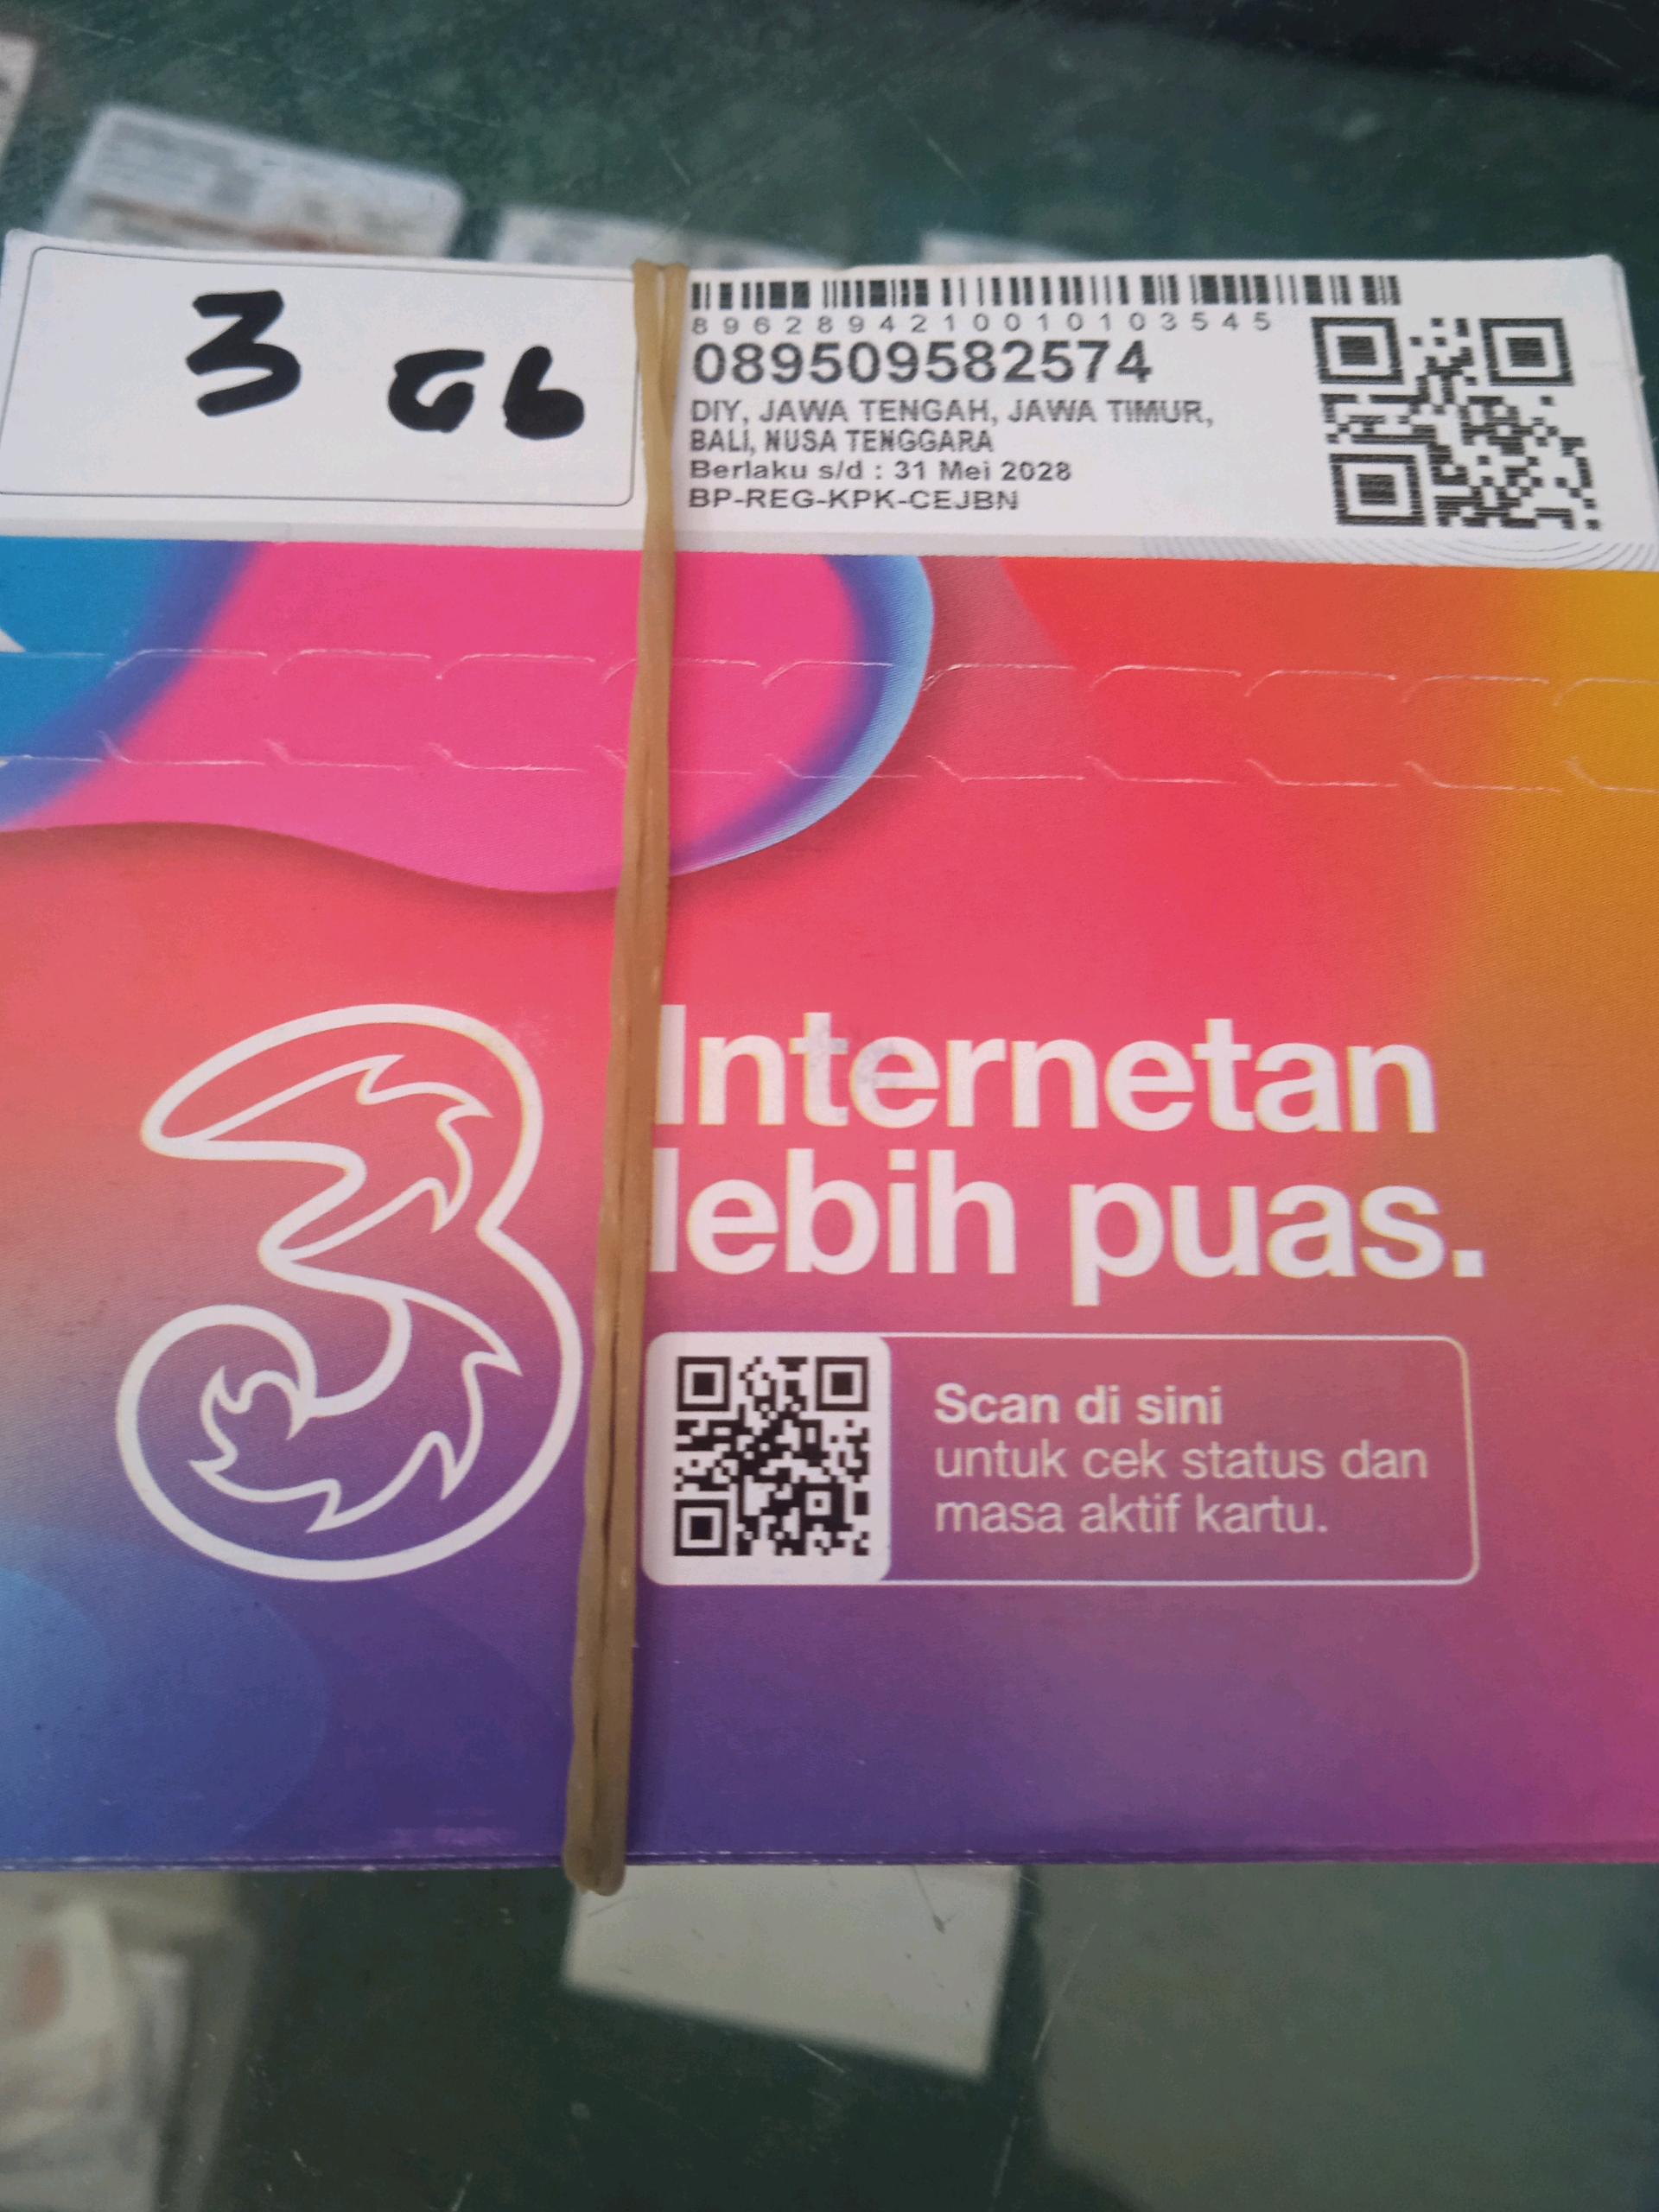 3 Gb
8962894210010103545
089509582574
DIY, JAWA TENGAH, JAWA TIMUR,
BALI, NUSA TENGGARA
Berlaku s/d : 31 Mei 2028
BP-REG-KPK-CEJBN
3
Internetan
lebih puas.
Scan di sini
untuk cek status dan
masa aktif kartu.